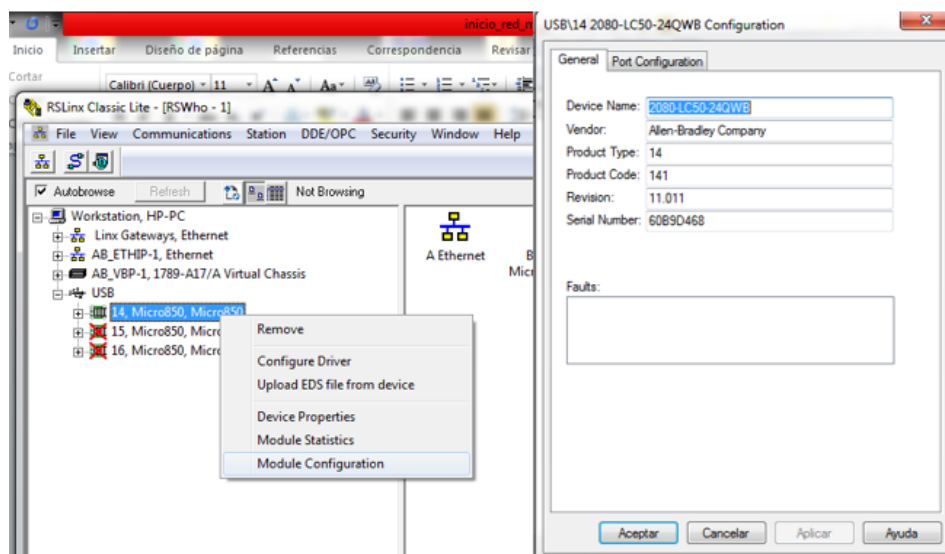 inicio_red_m
Inicio Insertar Diseño de página Referencias Correspondencia Revisar
Cortar
Calibri (Cuerpo) 11 A A Aa
RSLinx Classic Lite - [RSWho - 1]
File View Communications Station DDE/OPC Security Window Help
Autobrowse Refresh Not Browsing
Workstation, HP-PC
Linx Gateways, Ethernet
AB_ETHIP-1, Ethernet
AB_VBP-1, 1789-A17/A Virtual Chassis
USB
14, Micro850, Micro850
15, Micro850, Micro
16, Micro850, Micro
A Ethernet
B
Micr
Remove
Configure Driver
Upload EDS file from device
Device Properties
Module Statistics
Module Configuration
USB\14 2080-LC50-24QWB Configuration
General Port Configuration
Device Name: 2080-LC50-24QWB
Vendor: Allen-Bradley Company
Product Type: 14
Product Code: 141
Revision: 11.011
Serial Number: 60B9D468
Faults:
Aceptar Cancelar Aplicar Ayuda